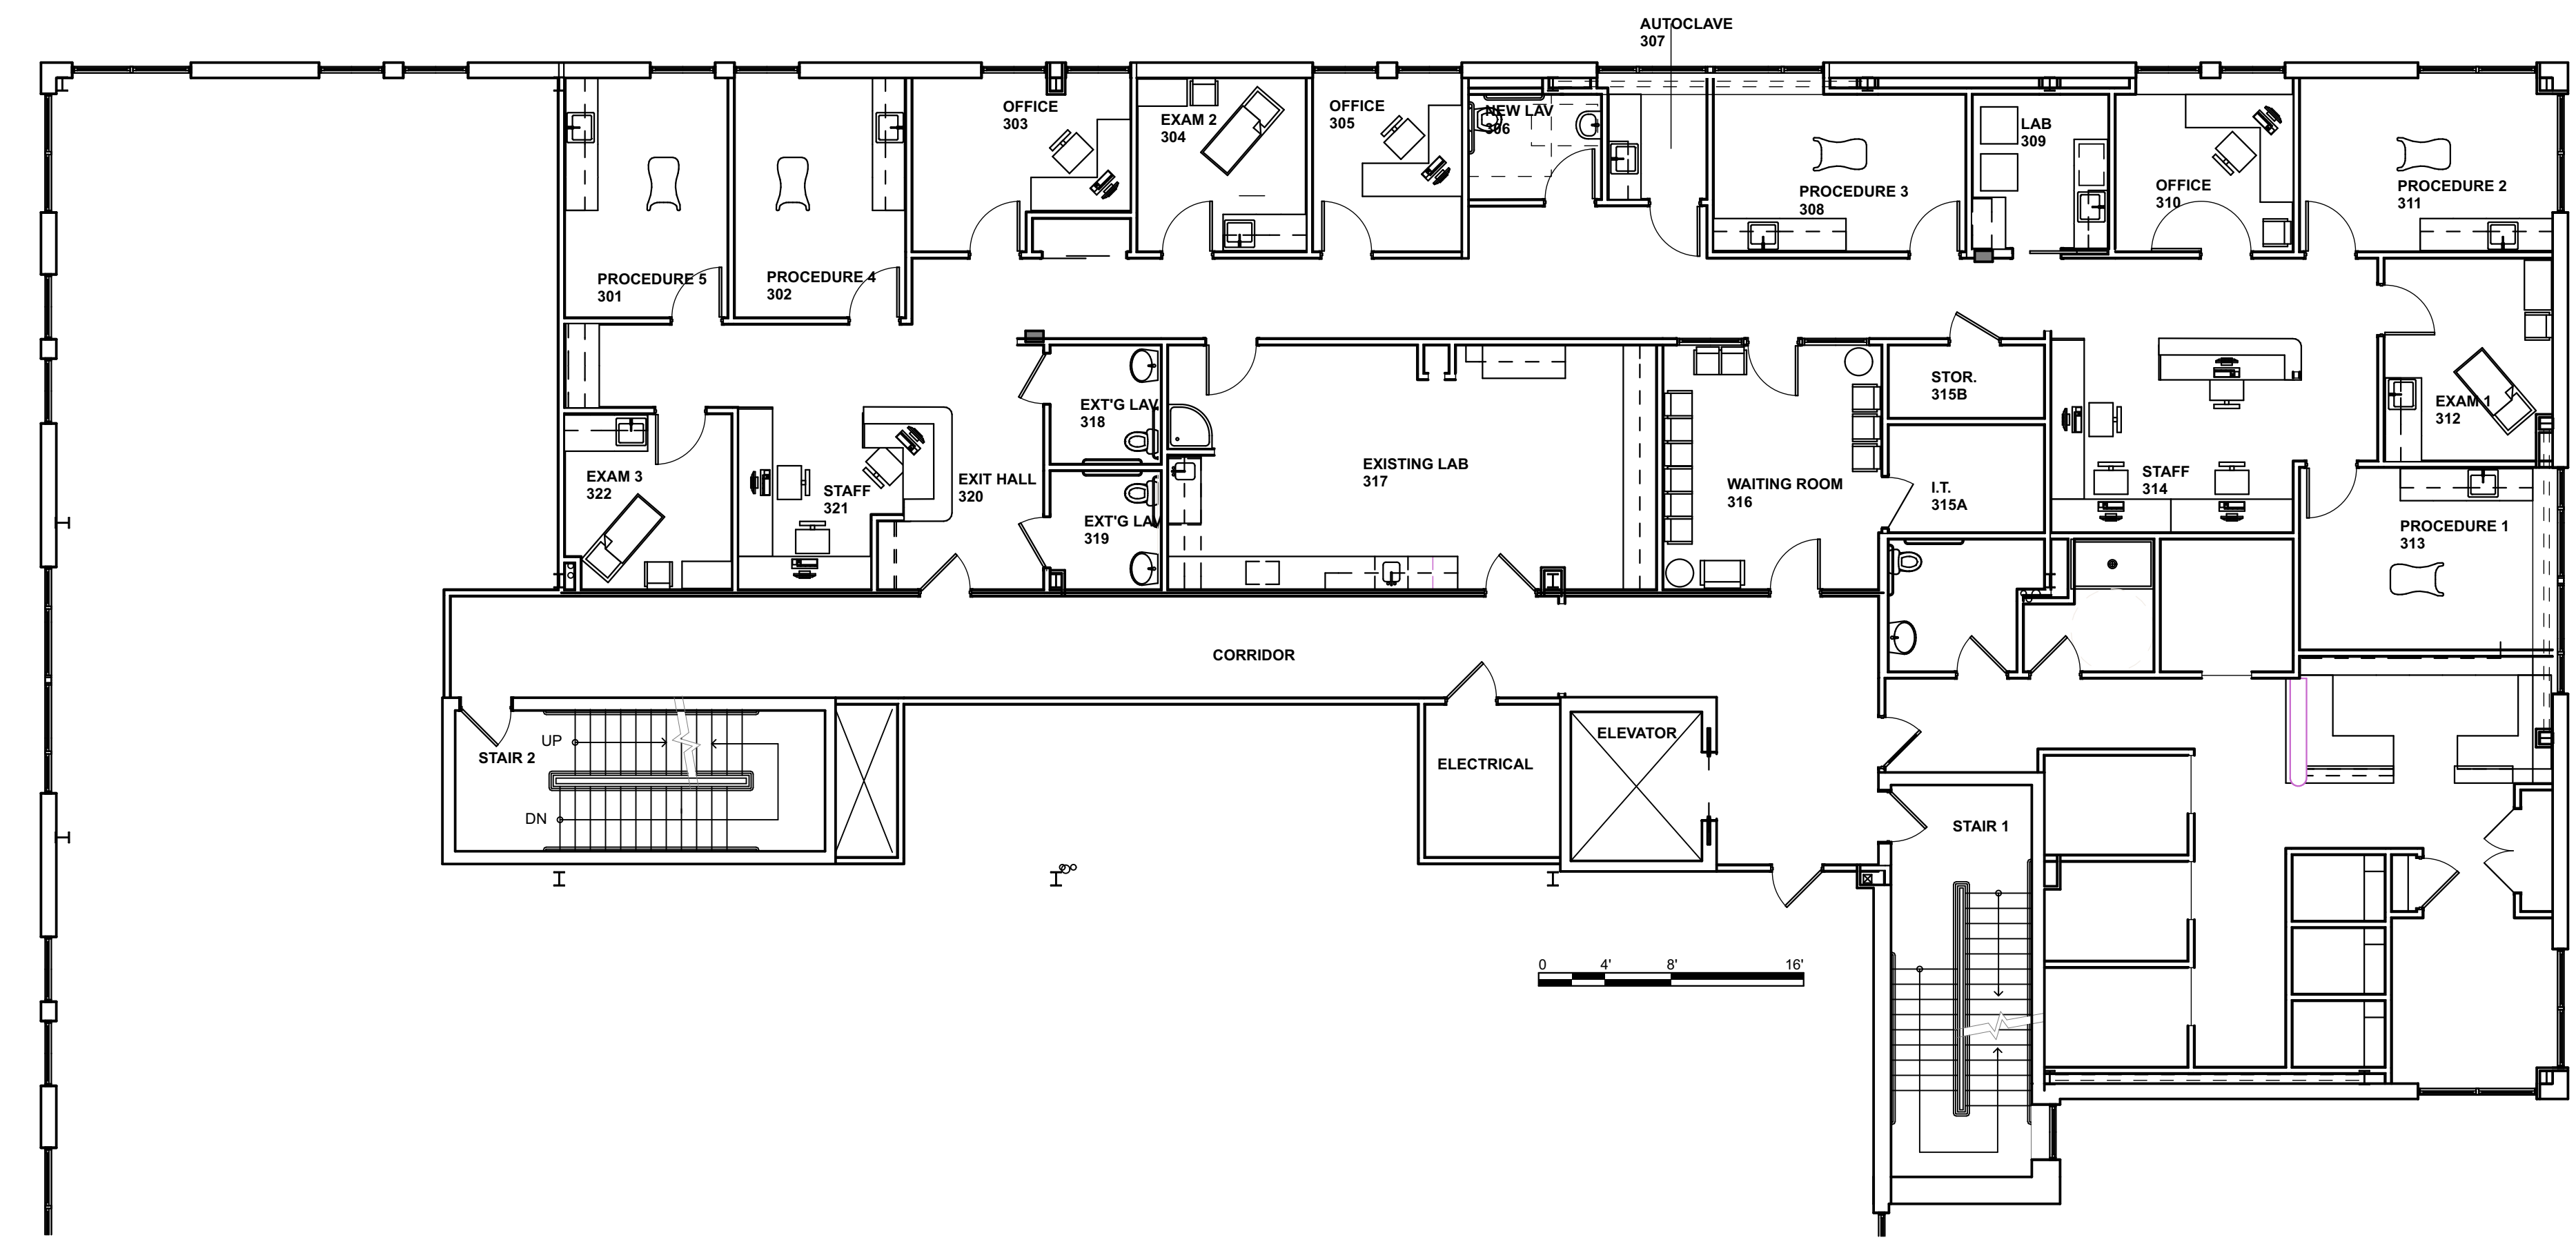 AUTOCLAVE
307
OFFICE
303
EXAM 2
304
OFFICE
305
NEW LAV
306
LAB
309
PROCEDURE 3
308
OFFICE
310
PROCEDURE 2
311
PROCEDURE 5
301
PROCEDURE 4
302
EXT'G LAV
318
STOR.
315B
EXAM 1
312
EXAM 3
322
STAFF
321
EXIT HALL
320
EXISTING LAB
317
WAITING ROOM
316
I.T.
315A
STAFF
314
EXT'G LAV
319
PROCEDURE 1
313
CORRIDOR
UP
STAIR 2
DN
ELECTRICAL
ELEVATOR
STAIR 1
0 4' 8' 16'